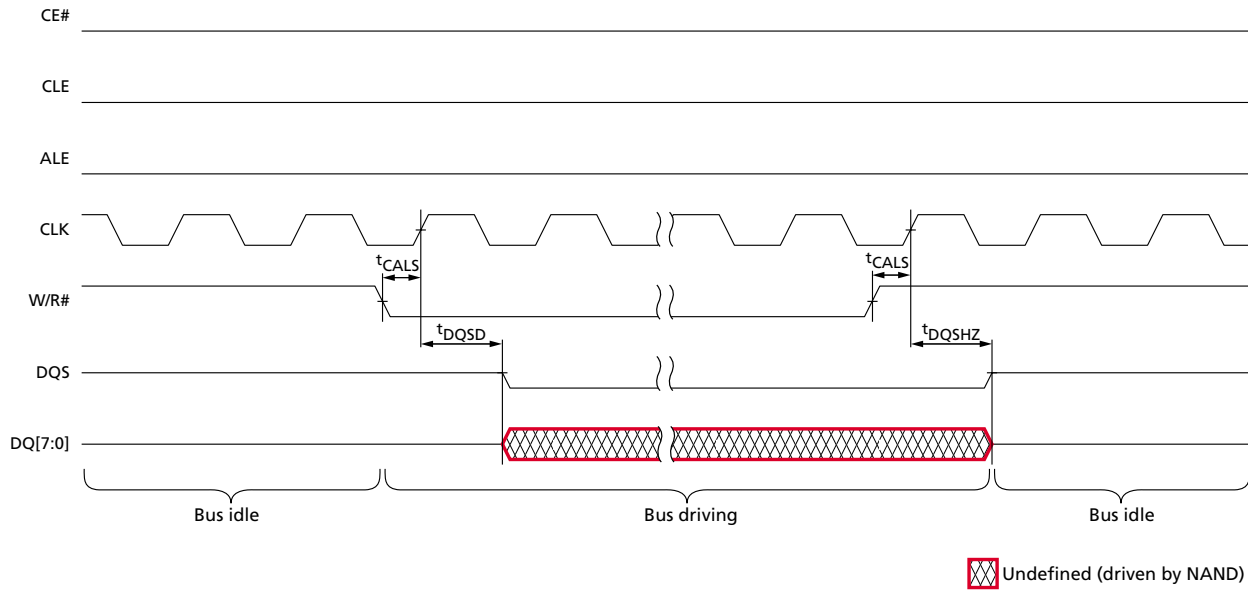 CE#
CLE
ALE
CLK
tCALS tCALS
W/R#
tDQSD tDQSHZ
DQS
DQ[7:0]
Bus idle Bus driving Bus idle
Undefined (driven by NAND)